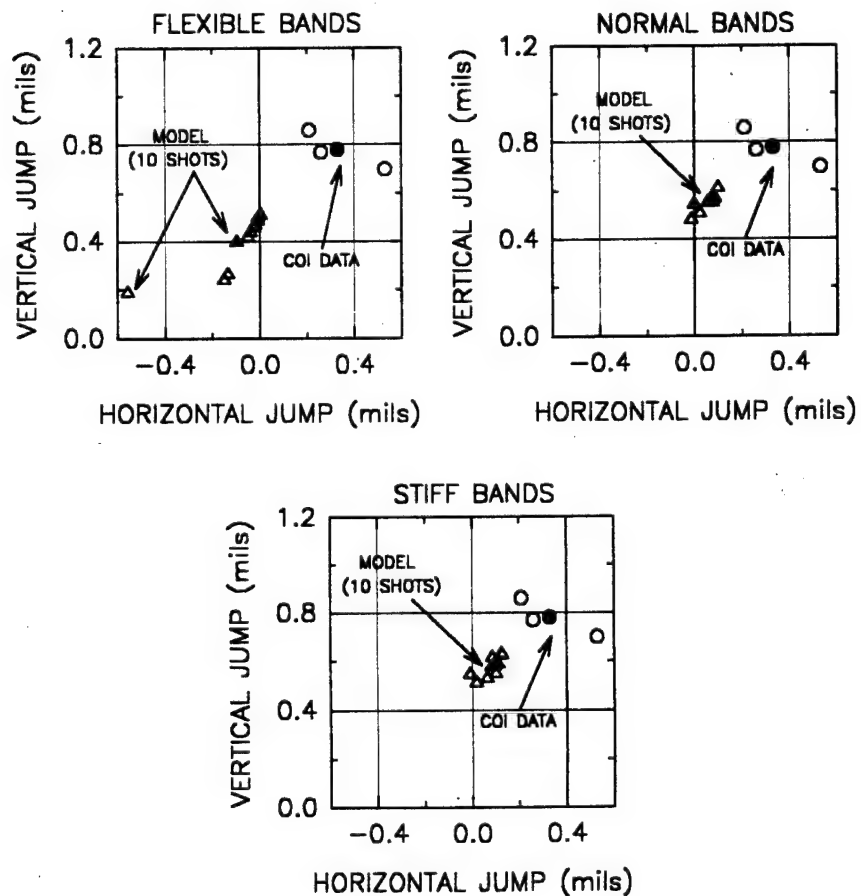 FLEXIBLE BANDS
VERTICAL JUMP (mils)
1.2
0.8
0.4
0.0
MODEL
(10 SHOTS)
COI DATA
−0.4 0.0 0.4
HORIZONTAL JUMP (mils)
NORMAL BANDS
VERTICAL JUMP (mils)
1.2
0.8
0.4
0.0
MODEL
(10 SHOTS)
COI DATA
−0.4 0.0 0.4
HORIZONTAL JUMP (mils)
STIFF BANDS
VERTICAL JUMP (mils)
1.2
0.8
0.4
0.0
MODEL
(10 SHOTS)
COI DATA
−0.4 0.0 0.4
HORIZONTAL JUMP (mils)